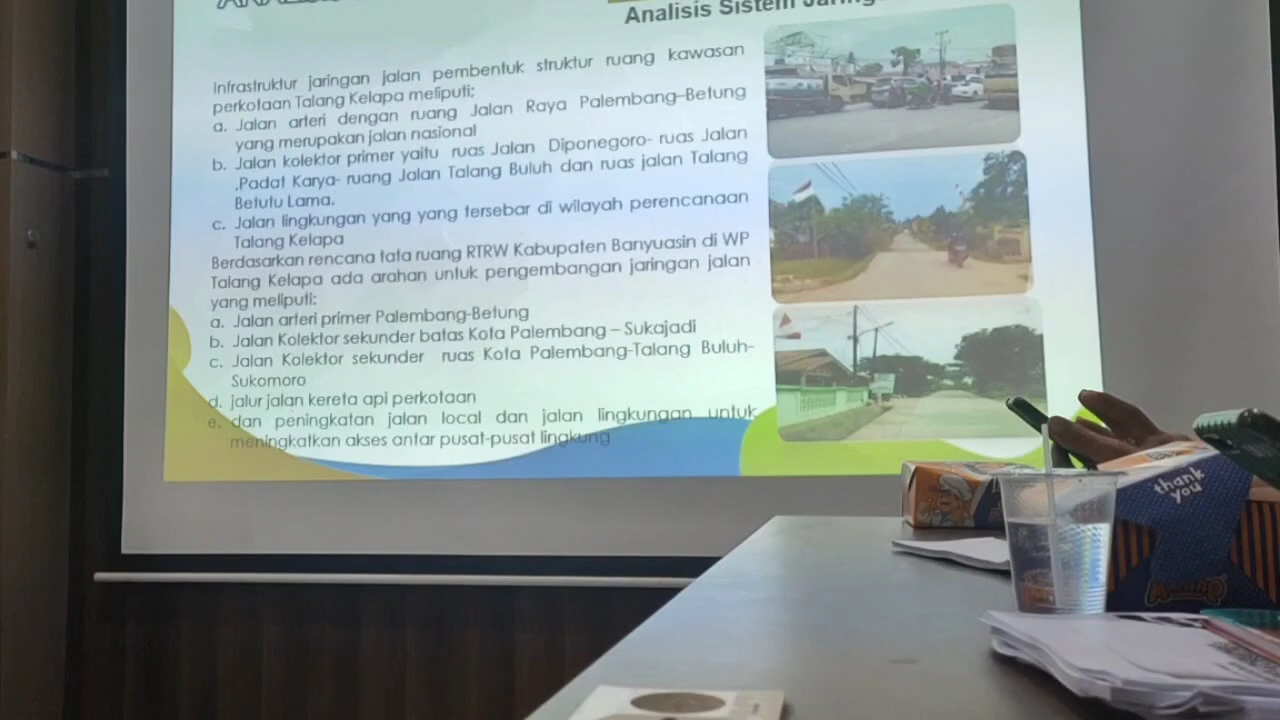 Analisis Sistem
Infrastruktur jaringan jalan pembentuk struktur ruang kawasan
perkotaan Talang Kelapa meliputi;
a. Jalan arteri dengan ruang Jalan Raya Palembang–Betung
yang merupakan jalan nasional
b. Jalan kolektor primer yaitu ruas Jalan Diponegoro- ruas Jalan
,Padat Karya- ruang Jalan Talang Buluh dan ruas jalan Talang
Betutu Lama.
c. Jalan lingkungan yang yang tersebar di wilayah perencanaan
Talang Kelapa
Berdasarkan rencana tata ruang RTRW Kabupaten Banyuasin di WP
Talang Kelapa ada arahan untuk pengembangan jaringan jalan
yang meliputi:
a. Jalan arteri primer Palembang-Betung
b. Jalan Kolektor sekunder batas Kota Palembang – Sukajadi
c. Jalan Kolektor sekunder ruas Kota Palembang-Talang Buluh-
Sukomoro
d. jalur jalan kereta api perkotaan
e. dan peningkatan jalan local dan jalan lingkungan untuk
meningkatkan akses antar pusat-pusat lingkung
thank
you